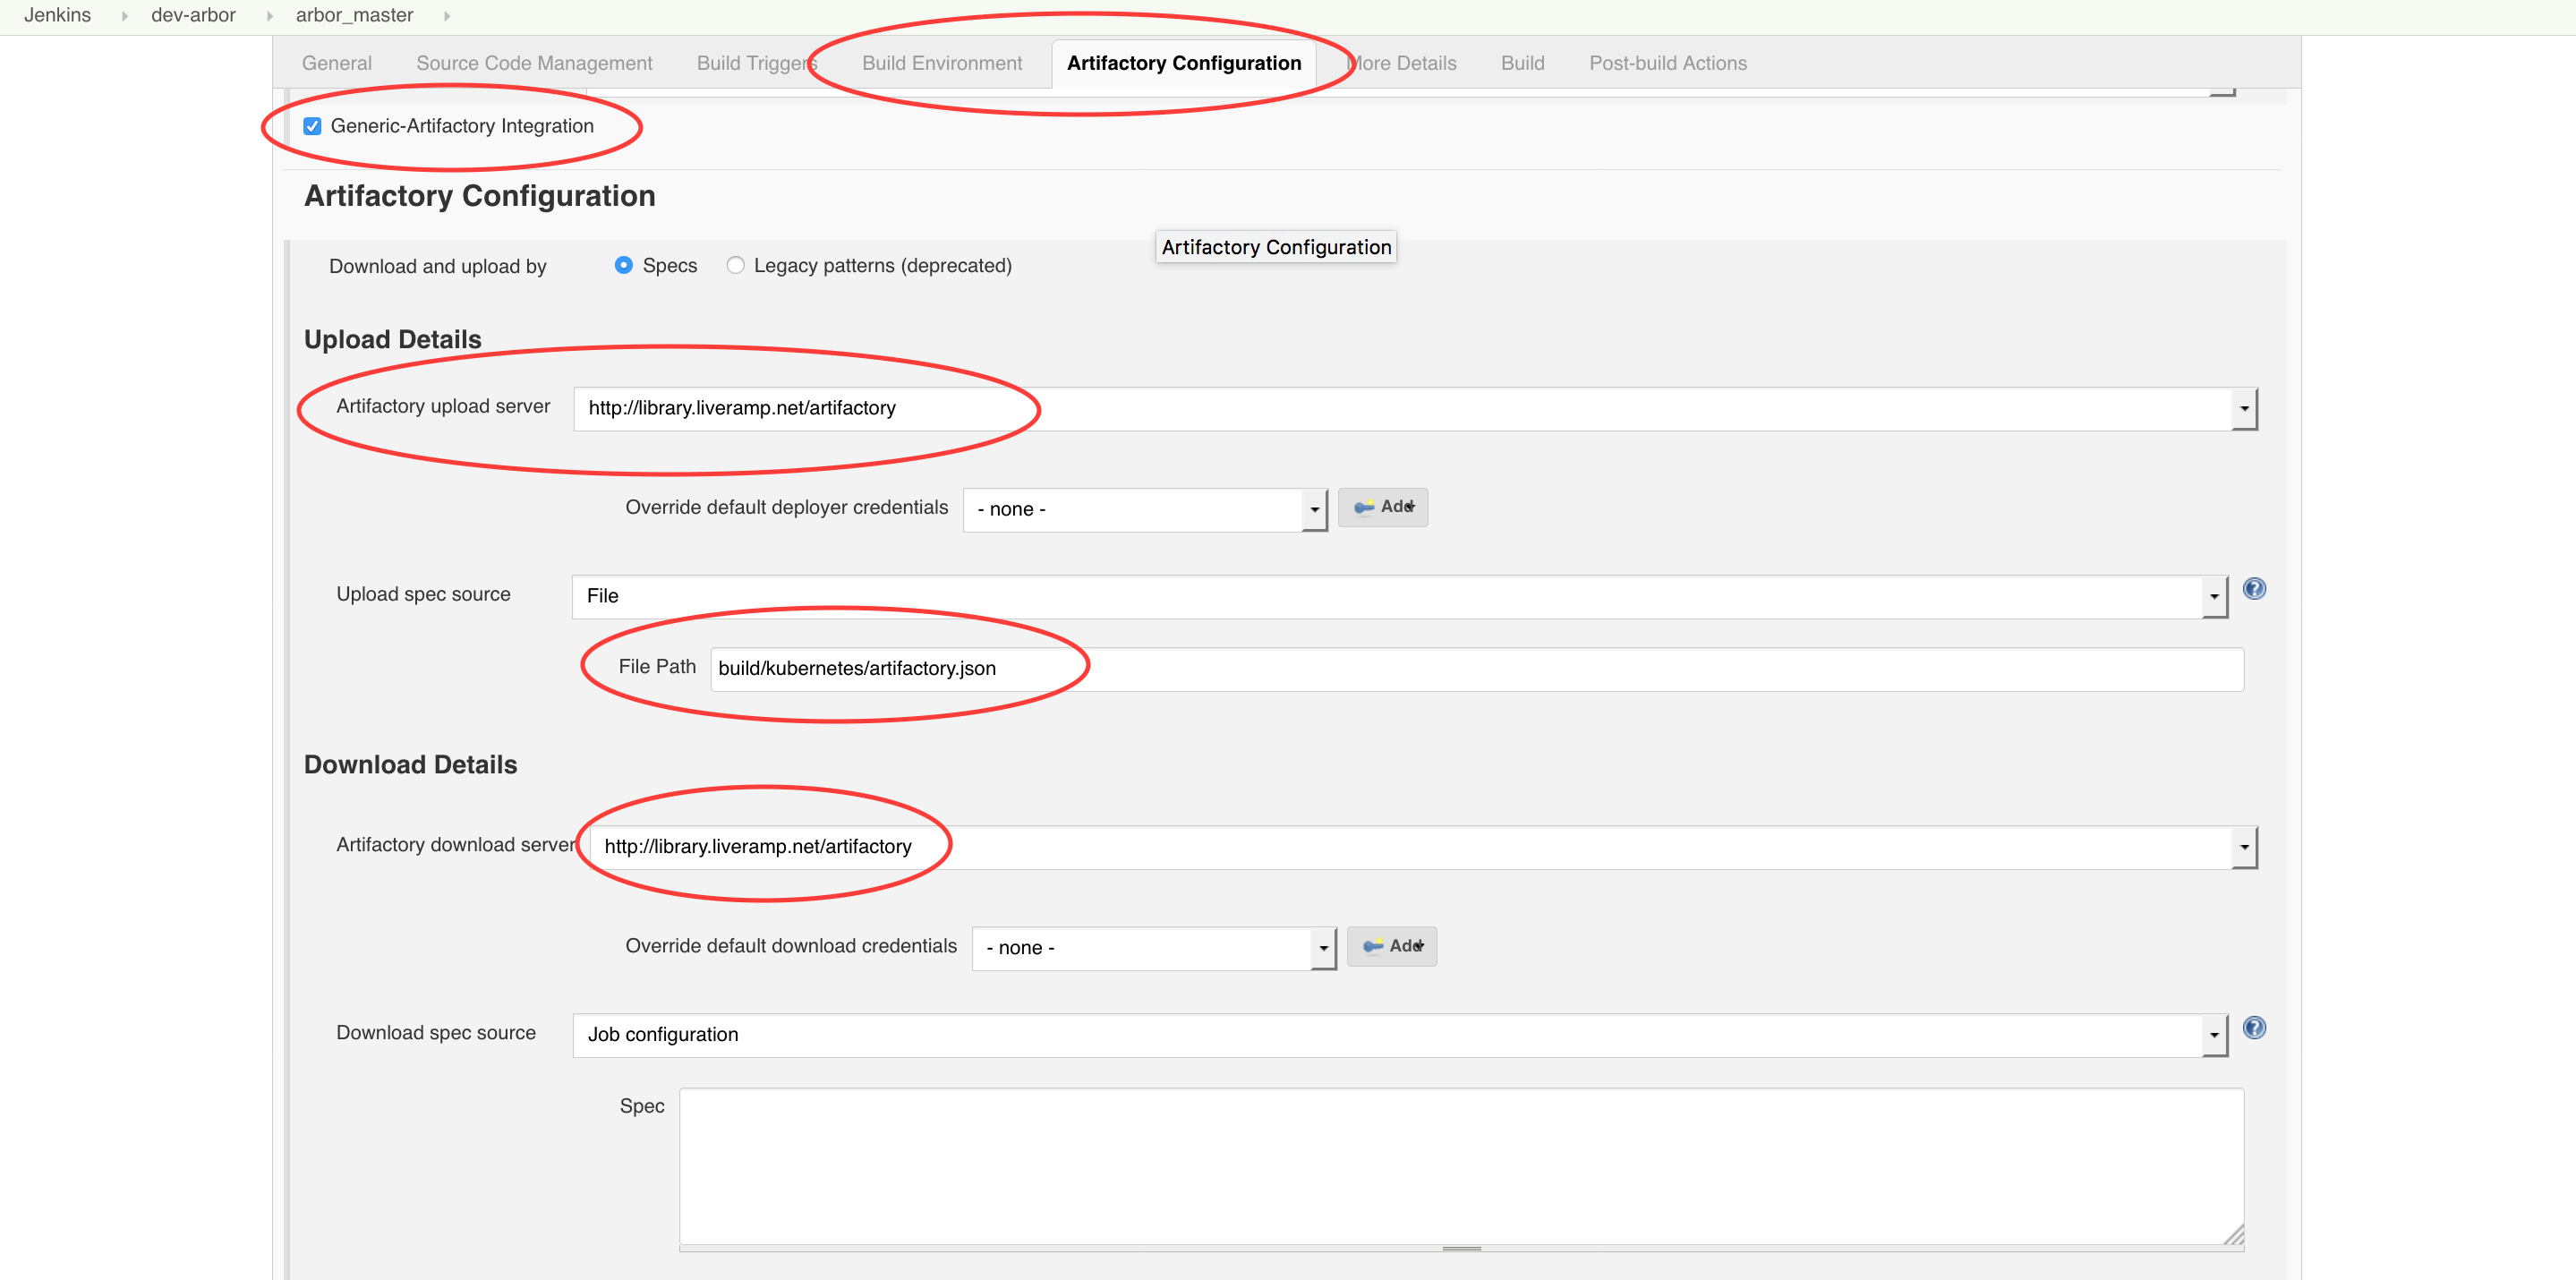 Jenkins dev-arbor arbor_master
General Source Code Management Build Triggers Build Environment Artifactory Configuration More Details Build Post-build Actions
Generic-Artifactory Integration
Artifactory Configuration
Artifactory Configuration
Download and upload by Specs Legacy patterns (deprecated)
Upload Details
Artifactory upload server http://library.liveramp.net/artifactory
Override default deployer credentials - none - Add
Upload spec source File
File Path build/kubernetes/artifactory.json
Download Details
Artifactory download server http://library.liveramp.net/artifactory
Override default download credentials - none - Add
Download spec source Job configuration
Spec